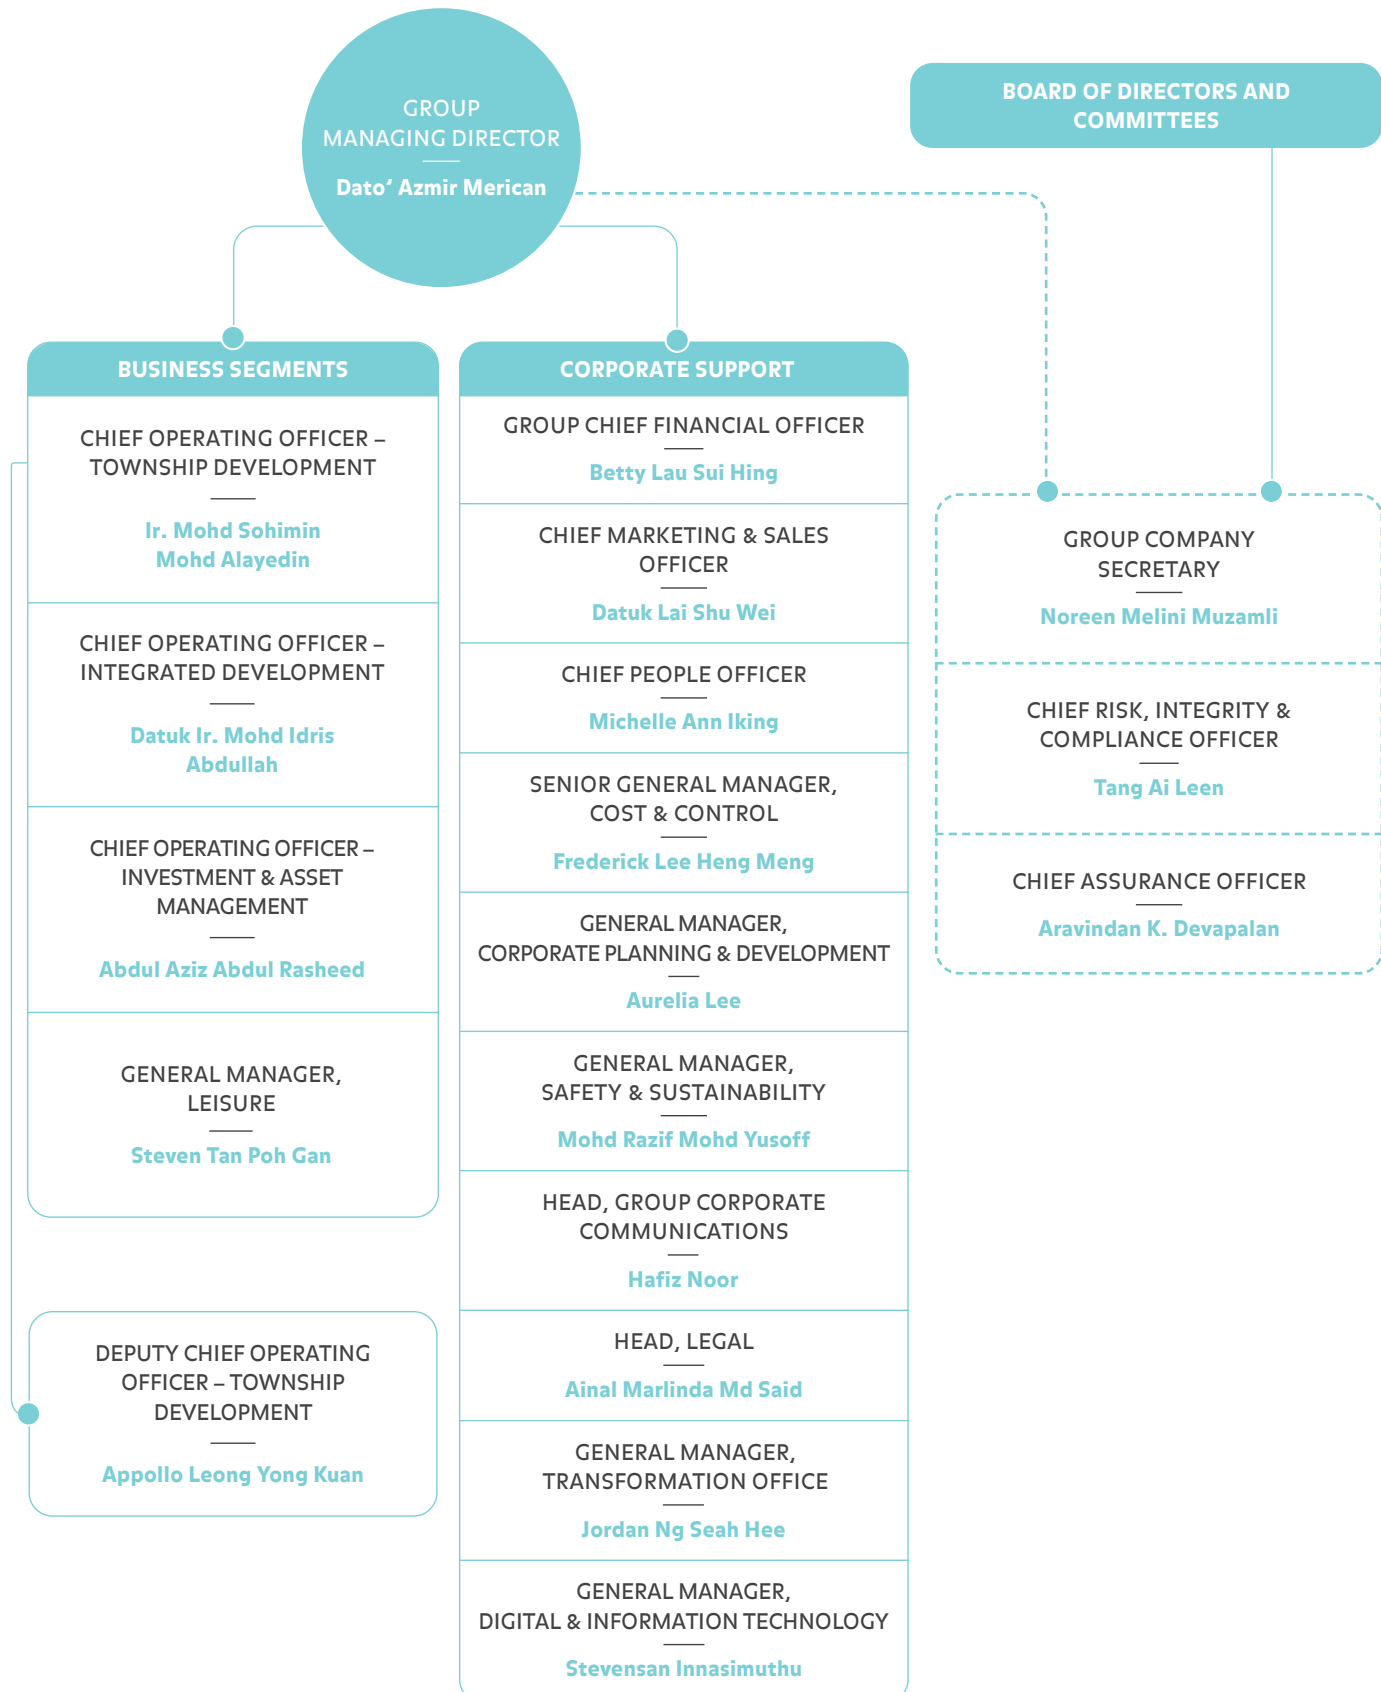 GROUP
MANAGING DIRECTOR
Dato‘ Azmir Merican
BOARD OF DIRECTORS AND
COMMITTEES
BUSINESS SEGMENTS
CHIEF OPERATING OFFICER –
TOWNSHIP DEVELOPMENT
Ir. Mohd Sohimin
Mohd Alayedin
CHIEF OPERATING OFFICER –
INTEGRATED DEVELOPMENT
Datuk Ir. Mohd Idris
Abdullah
CHIEF OPERATING OFFICER –
INVESTMENT & ASSET
MANAGEMENT
Abdul Aziz Abdul Rasheed
GENERAL MANAGER,
LEISURE
Steven Tan Poh Gan
DEPUTY CHIEF OPERATING
OFFICER – TOWNSHIP
DEVELOPMENT
Appollo Leong Yong Kuan
CORPORATE SUPPORT
GROUP CHIEF FINANCIAL OFFICER
Betty Lau Sui Hing
CHIEF MARKETING & SALES
OFFICER
Datuk Lai Shu Wei
CHIEF PEOPLE OFFICER
Michelle Ann Iking
SENIOR GENERAL MANAGER,
COST & CONTROL
Frederick Lee Heng Meng
GENERAL MANAGER,
CORPORATE PLANNING & DEVELOPMENT
Aurelia Lee
GENERAL MANAGER,
SAFETY & SUSTAINABILITY
Mohd Razif Mohd Yusoff
HEAD, GROUP CORPORATE
COMMUNICATIONS
Hafiz Noor
HEAD, LEGAL
Ainal Marlinda Md Said
GENERAL MANAGER,
TRANSFORMATION OFFICE
Jordan Ng Seah Hee
GENERAL MANAGER,
DIGITAL & INFORMATION TECHNOLOGY
Stevensan Innasimuthu
GROUP COMPANY
SECRETARY
Noreen Melini Muzamli
CHIEF RISK, INTEGRITY &
COMPLIANCE OFFICER
Tang Ai Leen
CHIEF ASSURANCE OFFICER
Aravindan K. Devapalan